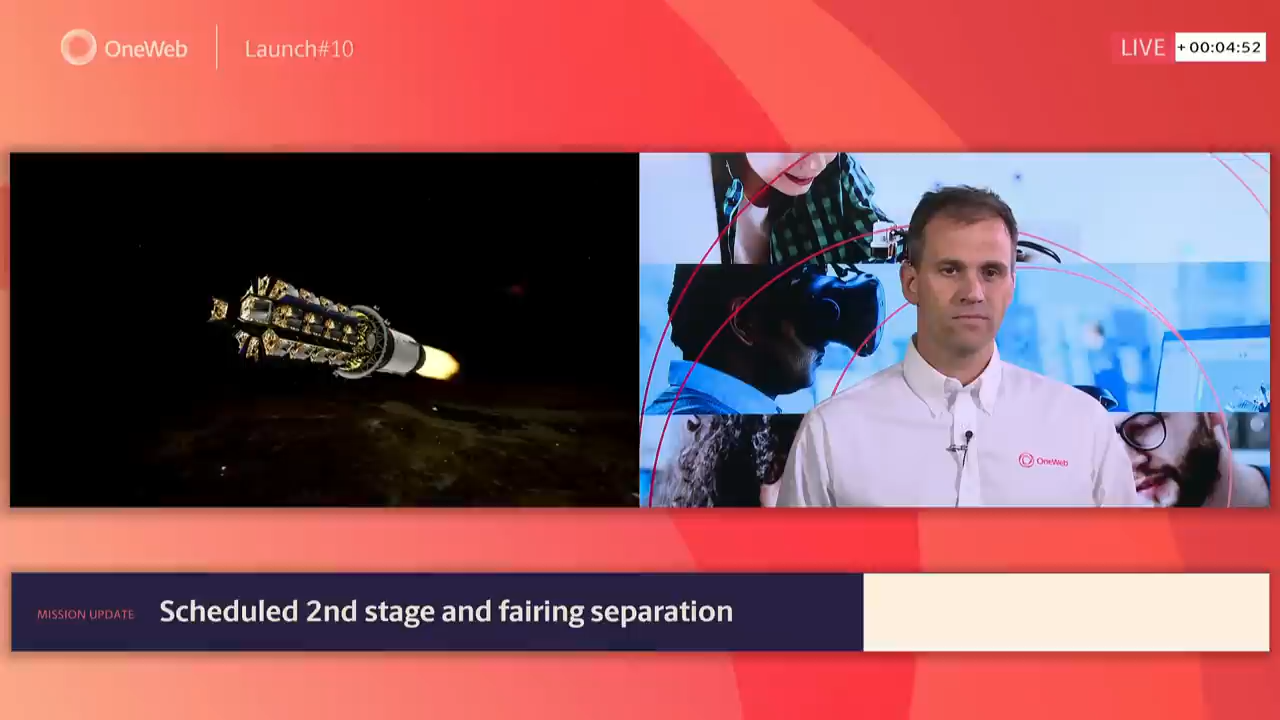 OneWeb
Launch#10
LIVE
+ 00:04:52
OneWeb
MISSION UPDATE
Scheduled 2nd stage and fairing separation